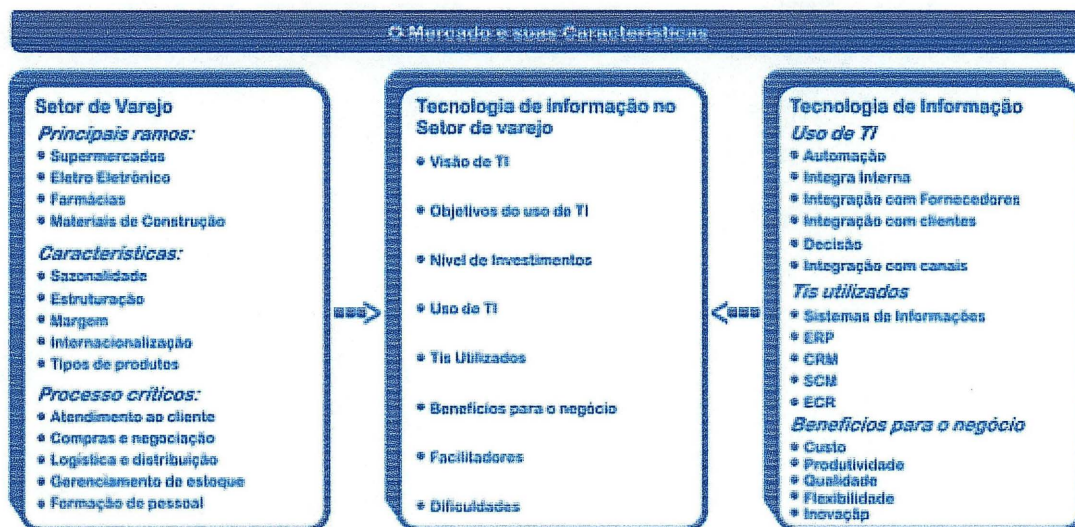 O Mercado e suas Características
Setor de Varejo
Principais ramos:
• Supermercados
• Eletro Eletrônico
• Farmácias
• Materiais de Construção
Características:
• Sazonalidade
• Estruturação
• Margem
• Internacionalização
• Tipos de produtos
Processo críticos:
• Atendimento ao cliente
• Compras e negociação
• Logística e distribuição
• Gerenciamento de estoque
• Formação de pessoal
Tecnologia de informação no
Setor de varejo
• Visão de TI
• Objetivos do uso de TI
• Nível de Investimentos
• Uso de TI
• Tis Utilizados
• Benefícios para o negócio
• Facilitadores
• Dificuldades
Tecnologia de Informação
Uso de TI
• Automação
• Integra Interna
• Integração com Fornecedores
• Integração com clientes
• Decisão
• Integração com canais
Tis utilizados
• Sistemas de Informações
• ERP
• CRM
• SCM
• ECR
Benefícios para o negócio
• Custo
• Produtividade
• Qualidade
• Flexibilidade
• Inovaçãp